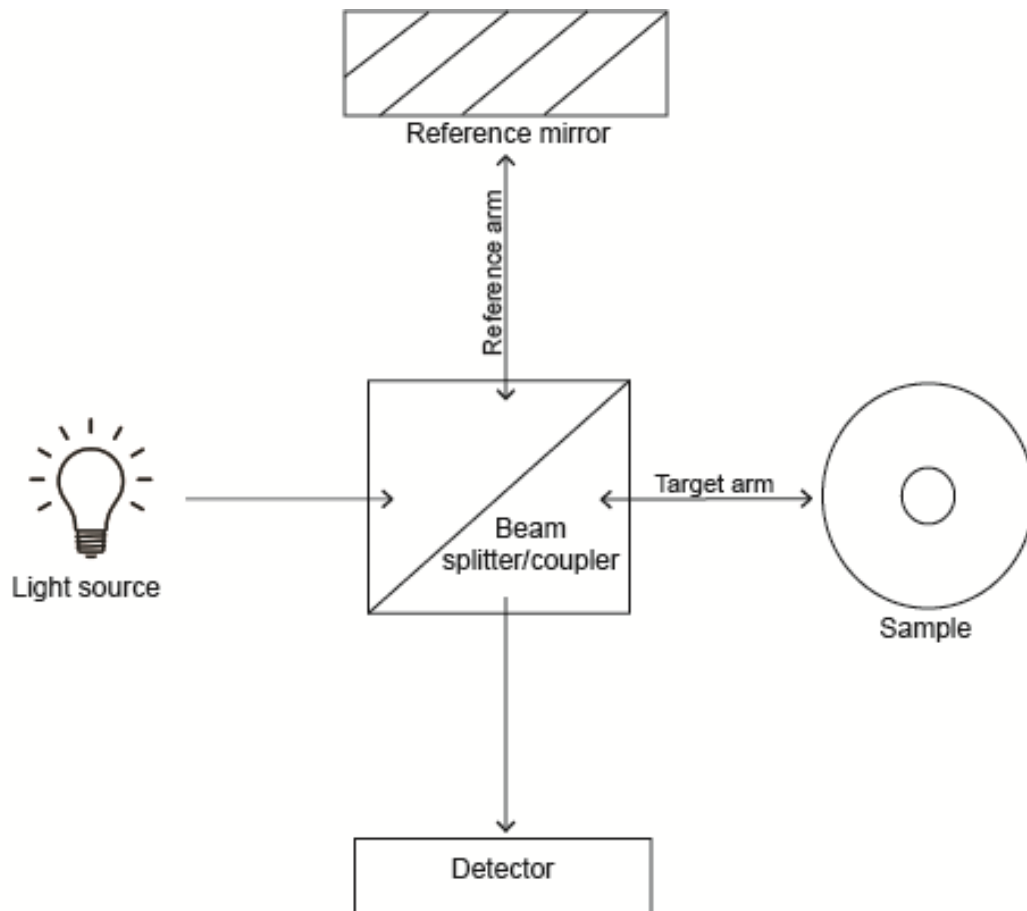 Reference mirror
Reference arm
Target arm
Beam
splitter/coupler
Light source
Sample
Detector